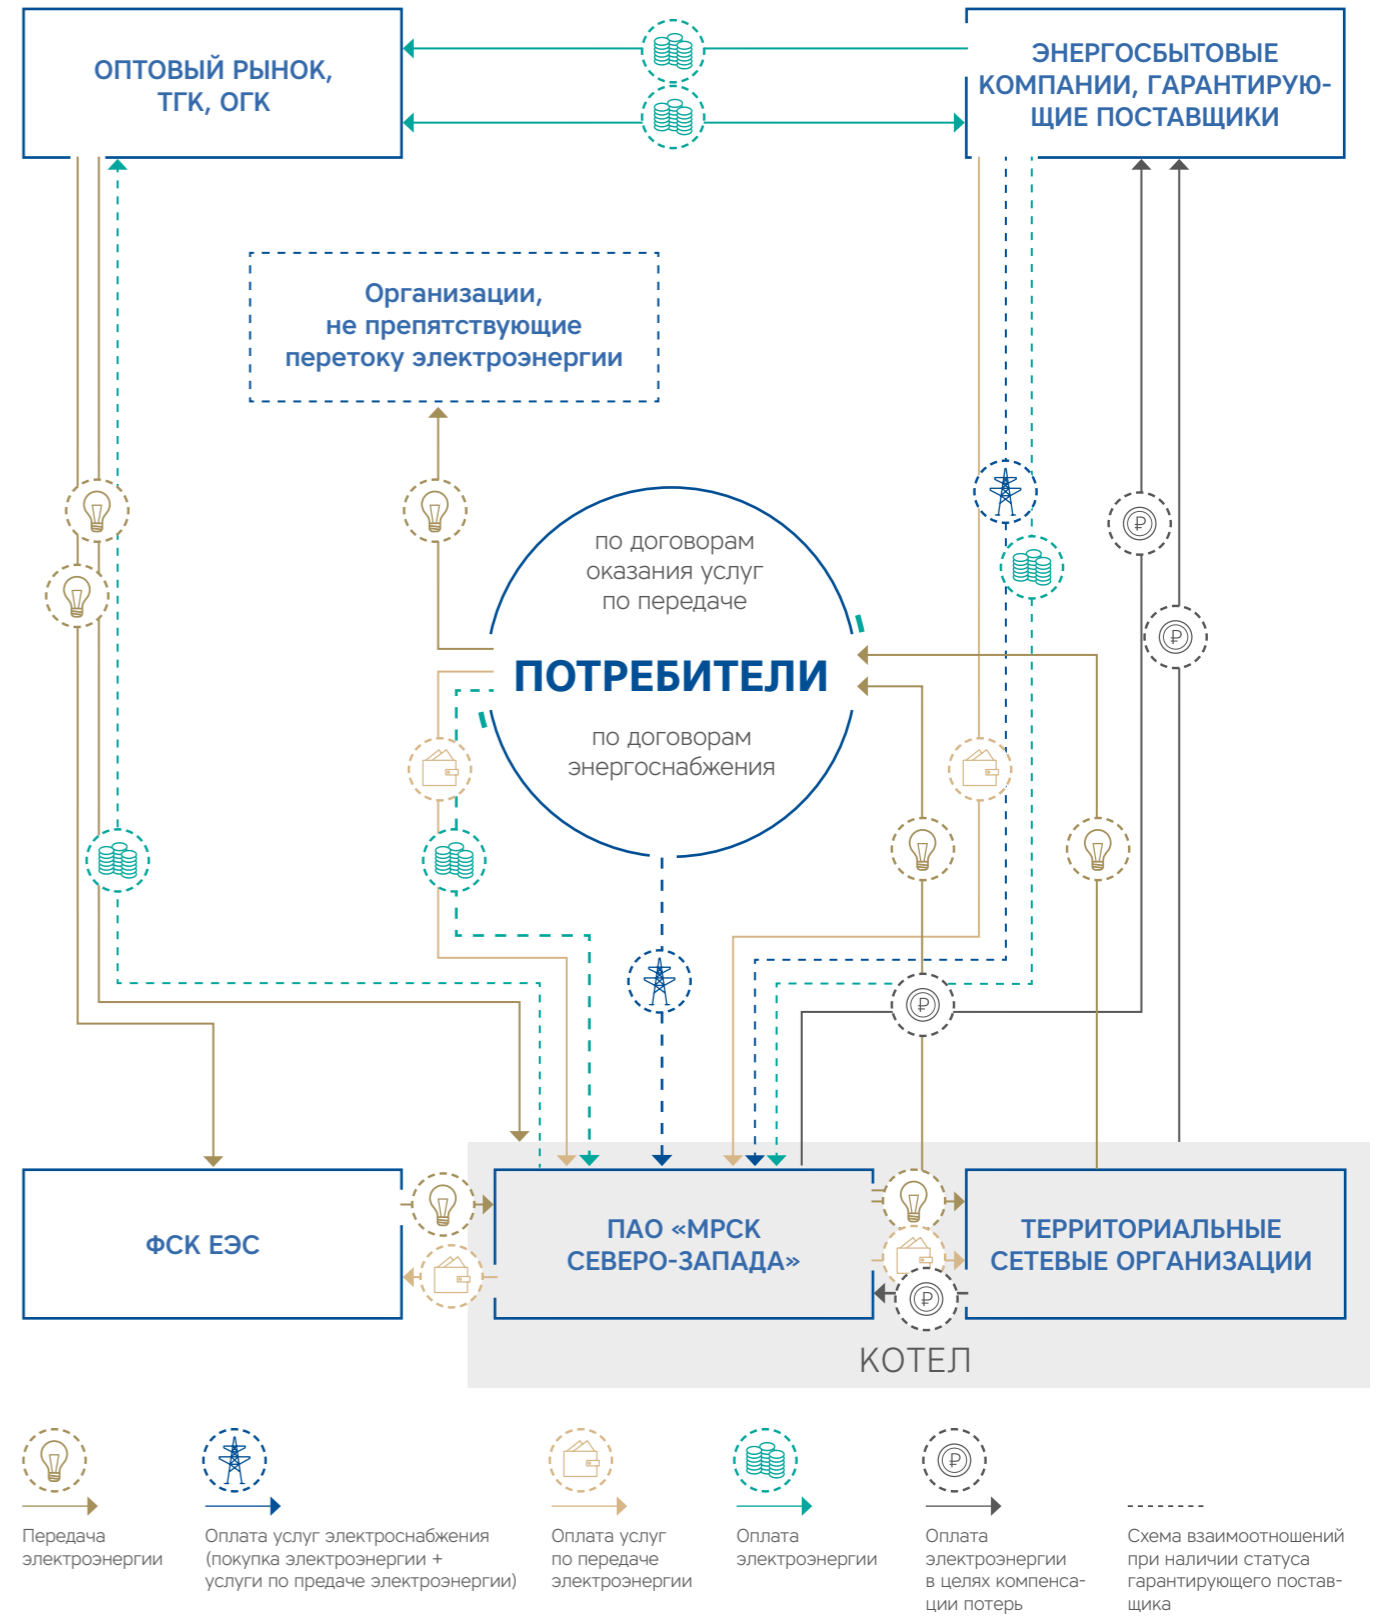 ОПТОВЫЙ РЫНОК,
ТГК, ОГК
ЭНЕРГОСБЫТОВЫЕ
КОМПАНИИ, ГАРАНТИРУЮ-
ЩИЕ ПОСТАВЩИКИ
Организации,
не препятствующие
перетоку электроэнергии
по договорам
оказания услуг
по передаче
ПОТРЕБИТЕЛИ
по договорам
энергоснабжения
ФСК ЕЭС
ПАО «МРСК
СЕВЕРО-ЗАПАДА»
ТЕРРИТОРИАЛЬНЫЕ
СЕТЕВЫЕ ОРГАНИЗАЦИИ
КОТЕЛ
Передача
электроэнергии
Оплата услуг электроснабжения
(покупка электроэнергии +
услуги по предаче электроэнергии)
Оплата услуг
по передаче
электроэнергии
Оплата
электроэнергии
Оплата
электроэнергии
в целях компенса-
ции потерь
Схема взаимоотношений
при наличии статуса
гарантирующего постав-
щика